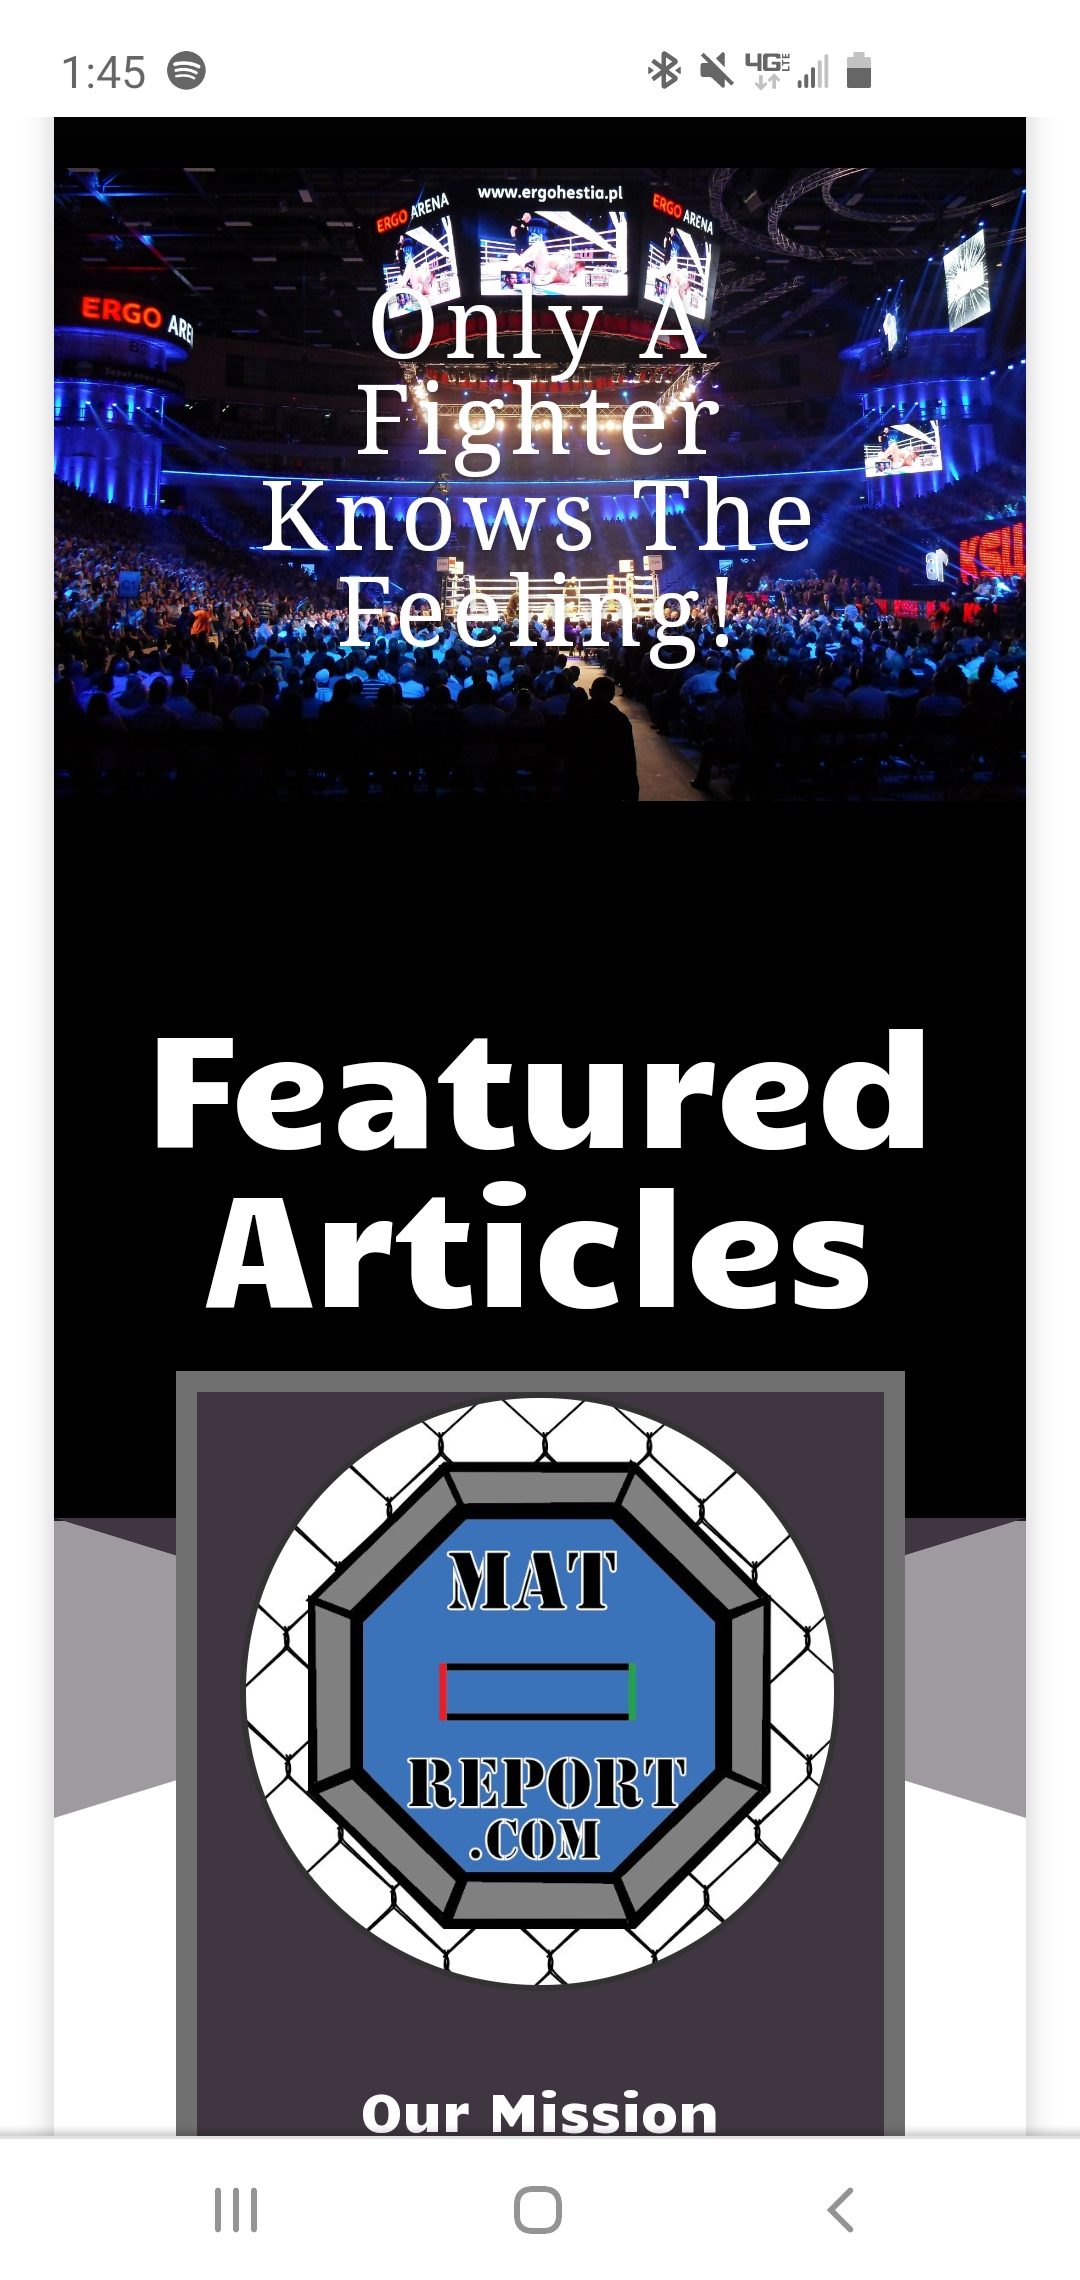 1:45
4G LTE
www.ergohestia.pl
ERGO ARENA
ERGO ARENA
ERGO ARE
Only A
Fighter
Knows The
Feeling!
KSW
Featured
Articles
MAT
REPORT
.COM
Our Mission